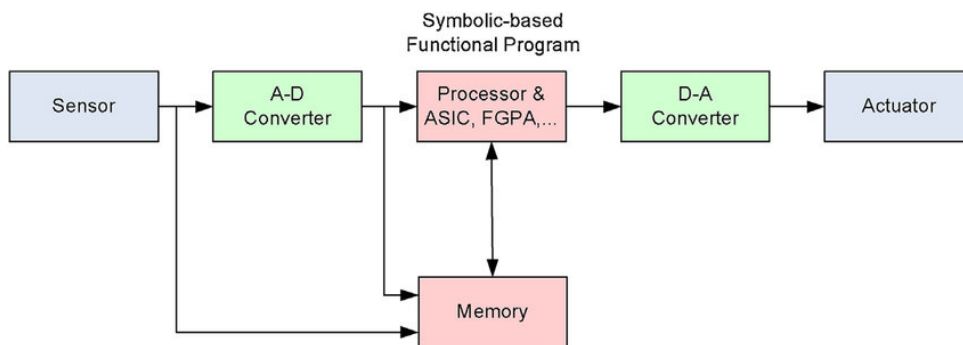 Symbolic-based
Functional Program
Sensor
A-D
Converter
Processor &
ASIC, FGPA,...
D-A
Converter
Actuator
Memory